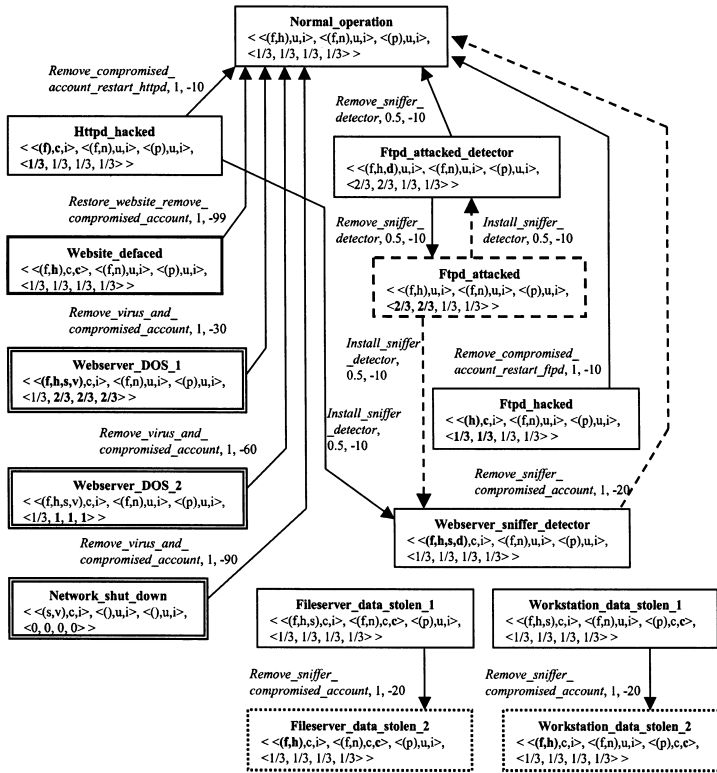 Normal_operation
< <(f,h),u,i>, <(f,n),u,i>, <(p),u,i>,
<1/3, 1/3, 1/3, 1/3> >
Remove_compromised_
account_restart_httpd, 1, -10
Httpd_hacked
< <(f),c,i>, <(f,n),u,i>, <(p),u,i>,
<1/3, 1/3, 1/3, 1/3> >
Remove_sniffer_
detector, 0.5, -10
Ftpd_attacked_detector
< <(f,h,d),u,i>, <(f,n),u,i>, <(p),u,i>,
<2/3, 2/3, 1/3, 1/3> >
Restore_website_remove_
compromised_account, 1, -99
Remove_sniffer_
detector, 0.5, -10
Install_sniffer_
detector, 0.5, -10
Website_defaced
< <(f,h),c,c>, <(f,n),u,i>, <(p),u,i>,
<1/3, 1/3, 1/3, 1/3> >
Ftpd_attacked
< <(f,h),u,i>, <(f,n),u,i>, <(p),u,i>,
<2/3, 2/3, 1/3, 1/3> >
Remove_virus_and_
compromised_account, 1, -30
Webserver_DOS_1
< <(f,h,s,v),c,i>, <(f,n),u,i>, <(p),u,i>,
<1/3, 2/3, 2/3, 2/3> >
Install_sniffer
_detector,
0.5, -10
Remove_compromised_
account_restart_ftpd, 1, -10
Ftpd_hacked
< <(h),c,i>, <(f,n),u,i>, <(p),u,i>,
<1/3, 1/3, 1/3, 1/3> >
Install_sniffer
_detector,
0.5, -10
Remove_virus_and_
compromised_account, 1, -60
Webserver_DOS_2
< <(f,h,s,v),c,i>, <(f,n),u,i>, <(p),u,i>,
<1/3, 1, 1, 1> >
Remove_sniffer_
compromised_account, 1, -20
Webserver_sniffer_detector
< <(f,h,s,d),c,i>, <(f,n),u,i>, <(p),u,i>,
<1/3, 1/3, 1/3, 1/3> >
Remove_virus_and_
compromised_account, 1, -90
Network_shut_down
< <(s,v),c,i>, <(),u,i>, <(),u,i>,
<0, 0, 0, 0> >
Fileserver_data_stolen_1
< <(f,h,s),c,i>, <(f,n),c,c>, <(p),u,i>,
<1/3, 1/3, 1/3, 1/3> >
Workstation_data_stolen_1
< <(f,h,s),c,i>, <(f,n),u,i>, <(p),c,c>,
<1/3, 1/3, 1/3, 1/3> >
Remove_sniffer_
compromised_account, 1, -20
Remove_sniffer_
compromised_account, 1, -20
Fileserver_data_stolen_2
< <(f,h),c,i>, <(f,n),c,c>, <(p),u,i>,
<1/3, 1/3, 1/3, 1/3> >
Workstation_data_stolen_2
< <(f,h),c,i>, <(f,n),u,i>, <(p),c,c>,
<1/3, 1/3, 1/3, 1/3> >